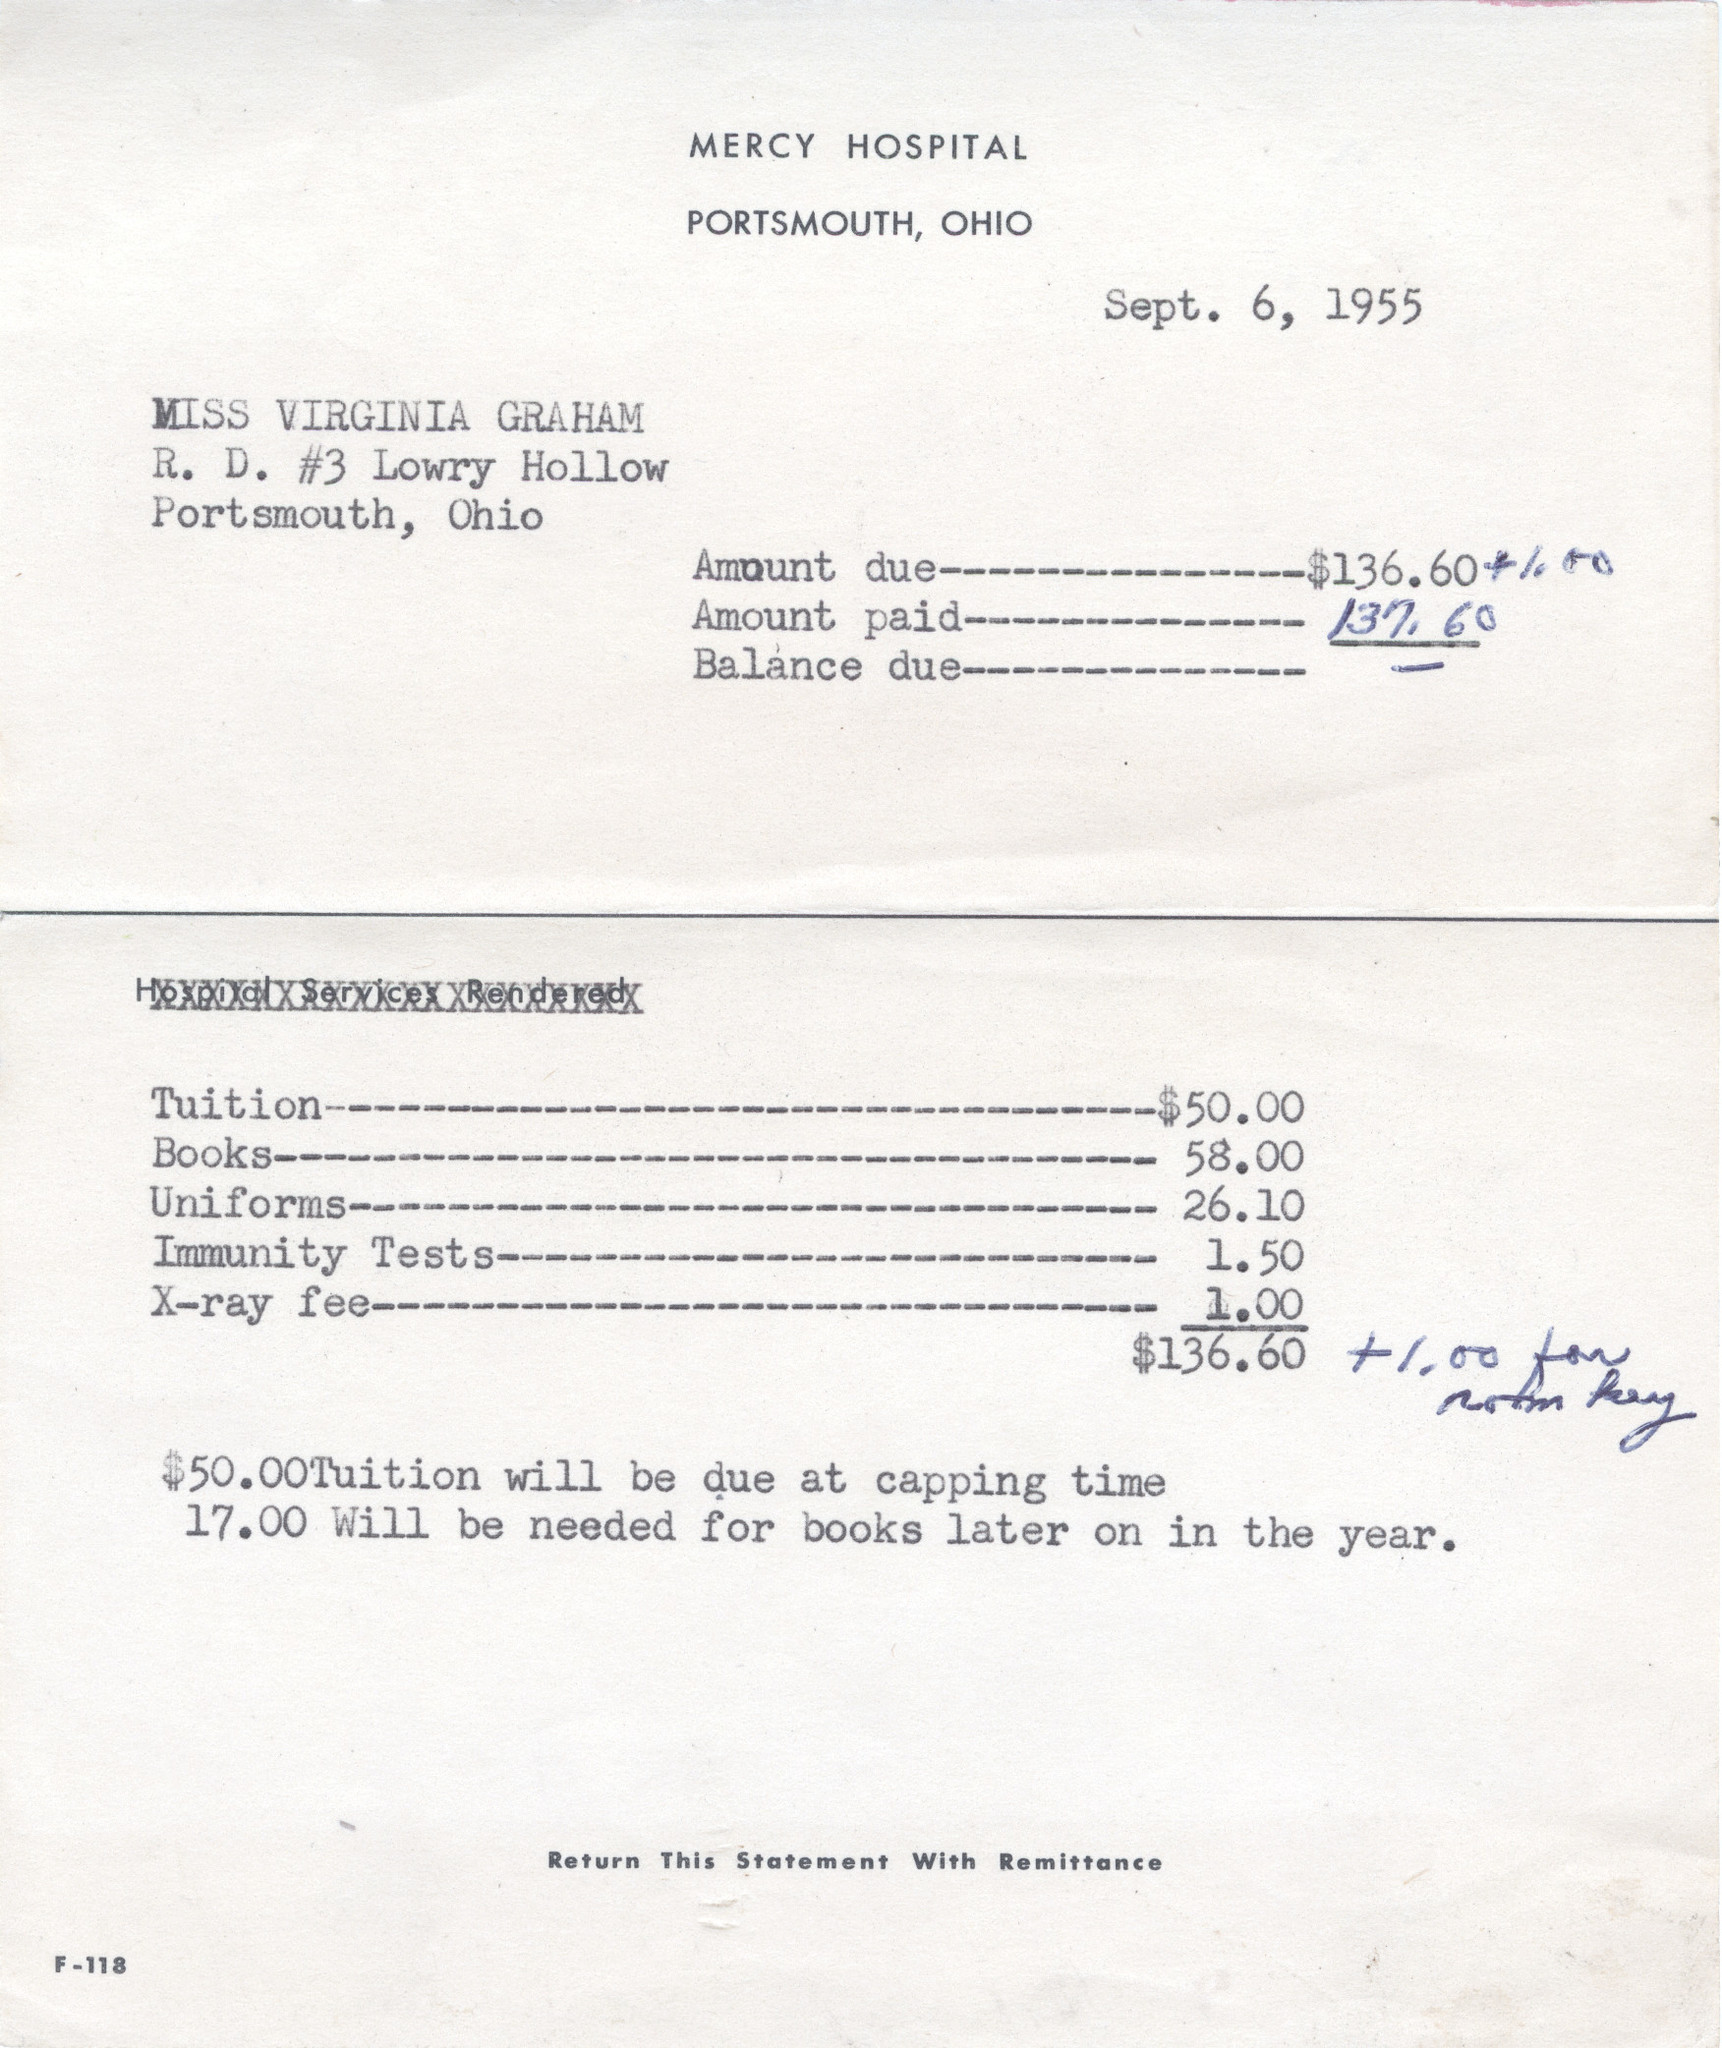 MERCY HOSPITAL
PORTSMOUTH, OHIO
Sept. 6, 1955
MISS VIRGINIA GRAHAM
R. D. #3 Lowry Hollow
Portsmouth, Ohio
Amount due---------------$136.60 +1.00
Amount paid-------------- 137.60
Balance due-------------- —
Hospital Services Rendered
Tuition----------------------------------$50.00
Books------------------------------------ 58.00
Uniforms--------------------------------- 26.10
Immunity Tests--------------------------- 1.50
X-ray fee-------------------------------- 1.00
$136.60 +1.00 for
room key
$50.00Tuition will be due at capping time
17.00 Will be needed for books later on in the year.
Return This Statement With Remittance
F-118